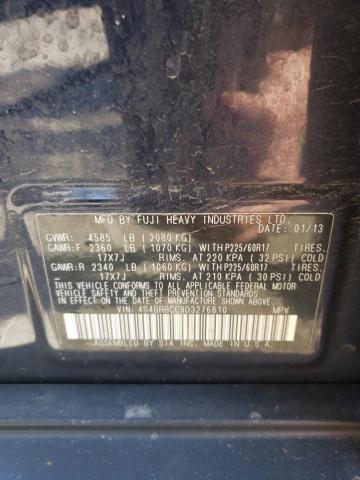 MFD BY FUJI HEAVY INDUSTRIES LTD.
DATE: 01/13
GVWR: 4585 LB (2080 KG)
GAWR:F 2360 LB (1070 KG) WITH P225/60R17 TIRES.
17X7J RIMS. AT 220 KPA (32 PSI) COLD
GAWR:R 2340 LB (1060 KG) WITH P225/60R17 TIRES.
17X7J RIMS. AT 210 KPA (30 PSI) COLD
THIS VEHICLE CONFORMS TO ALL APPLICABLE FEDERAL MOTOR
VEHICLE SAFETY THEFT PREVENTION AND BUMPER STANDARDS
IN EFFECT ON THE DATE OF MANUFACTURE SHOWN ABOVE.
VIN: 4S4BRBCC9D3276810 MPV
ASSEMBLED BY SIA, INC. MADE IN U.S.A.